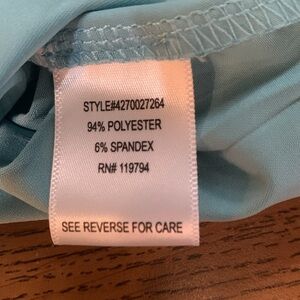 STYLE#4270027264
94% POLYESTER
6% SPANDEX
RN# 119794
SEE REVERSE FOR CARE